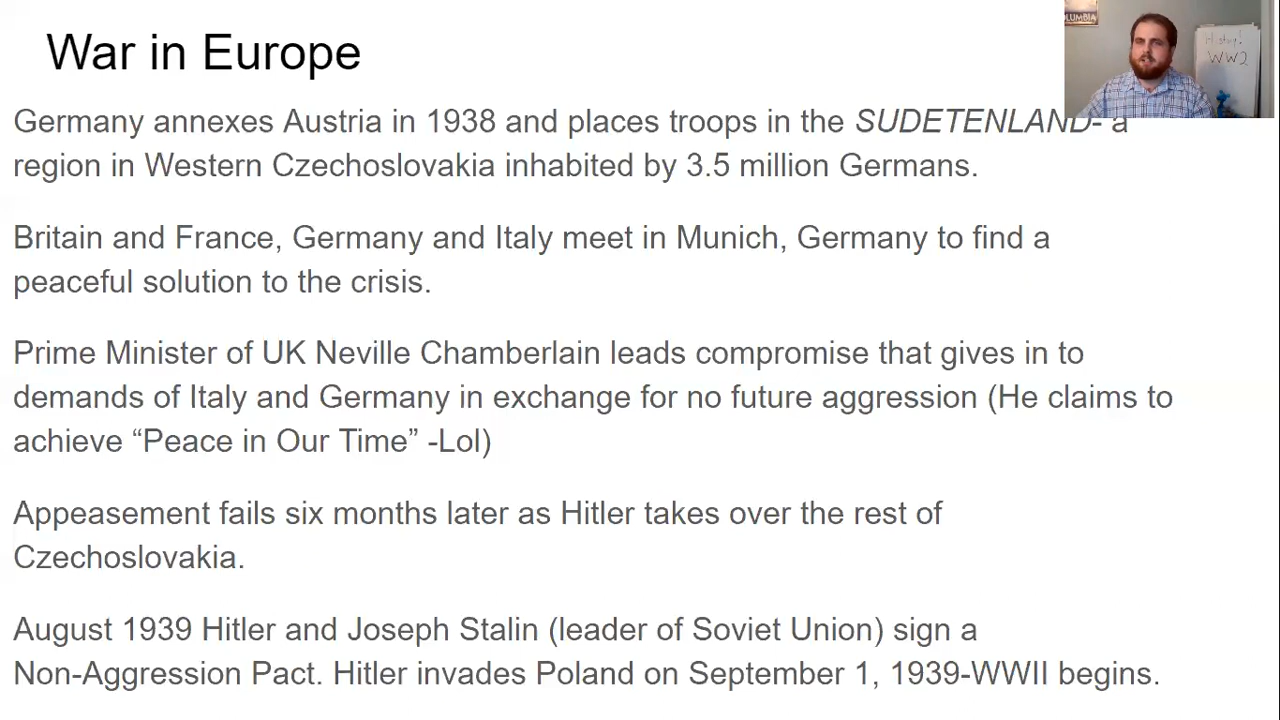 War in Europe
OLUMBIA
History!
WW2
Germany annexes Austria in 1938 and places troops in the SUDETENLAND- a
region in Western Czechoslovakia inhabited by 3.5 million Germans.
Britain and France, Germany and Italy meet in Munich, Germany to find a
peaceful solution to the crisis.
Prime Minister of UK Neville Chamberlain leads compromise that gives in to
demands of Italy and Germany in exchange for no future aggression (He claims to
achieve “Peace in Our Time” -Lol)
Appeasement fails six months later as Hitler takes over the rest of
Czechoslovakia.
August 1939 Hitler and Joseph Stalin (leader of Soviet Union) sign a
Non-Aggression Pact. Hitler invades Poland on September 1, 1939-WWII begins.